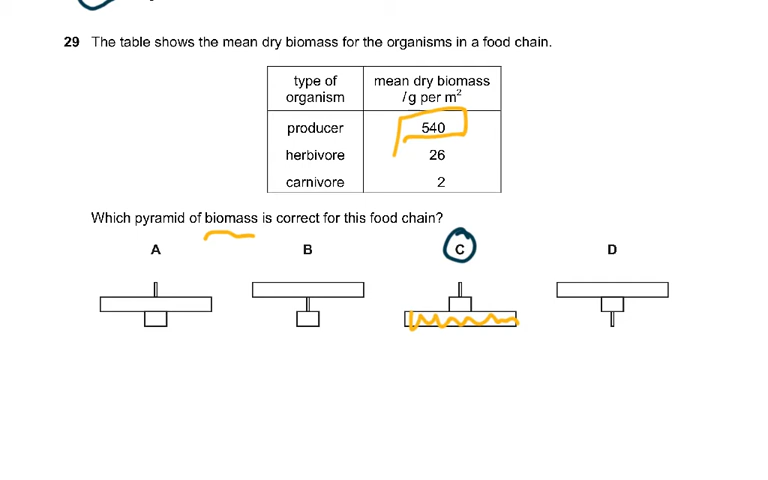 29 The table shows the mean dry biomass for the organisms in a food chain.
type of organism
mean dry biomass / g per m²
producer 540
herbivore 26
carnivore 2
Which pyramid of biomass is correct for this food chain?
A B C D